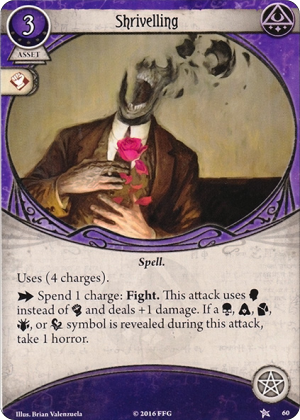 3
Shrivelling
ASSET
Spell.
Uses (4 charges).
Spend 1 charge: Fight. This attack uses
instead of and deals +1 damage. If a , , ,
, or symbol is revealed during this attack,
take 1 horror.
Illus. Brian Valenzuela
© 2016 FFG
60